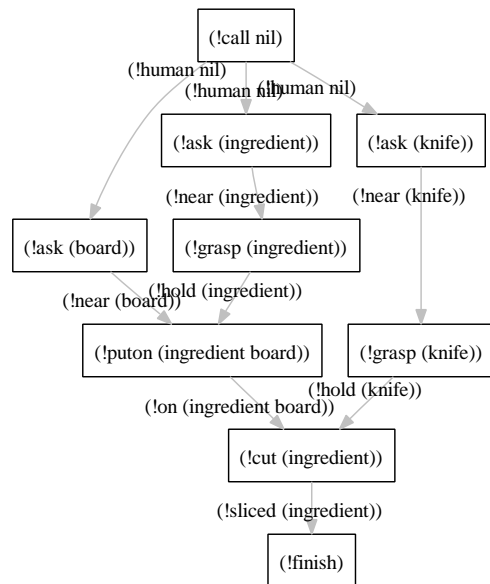 (!call nil)
(!human nil)
(!human nil)
(!human nil)
(!ask (ingredient))
(!ask (knife))
(!near (ingredient))
(!near (knife))
(!ask (board))
(!grasp (ingredient))
(!near (board))
(!hold (ingredient))
(!puton (ingredient board))
(!grasp (knife))
(!on (ingredient board))
(!hold (knife))
(!cut (ingredient))
(!sliced (ingredient))
(!finish)